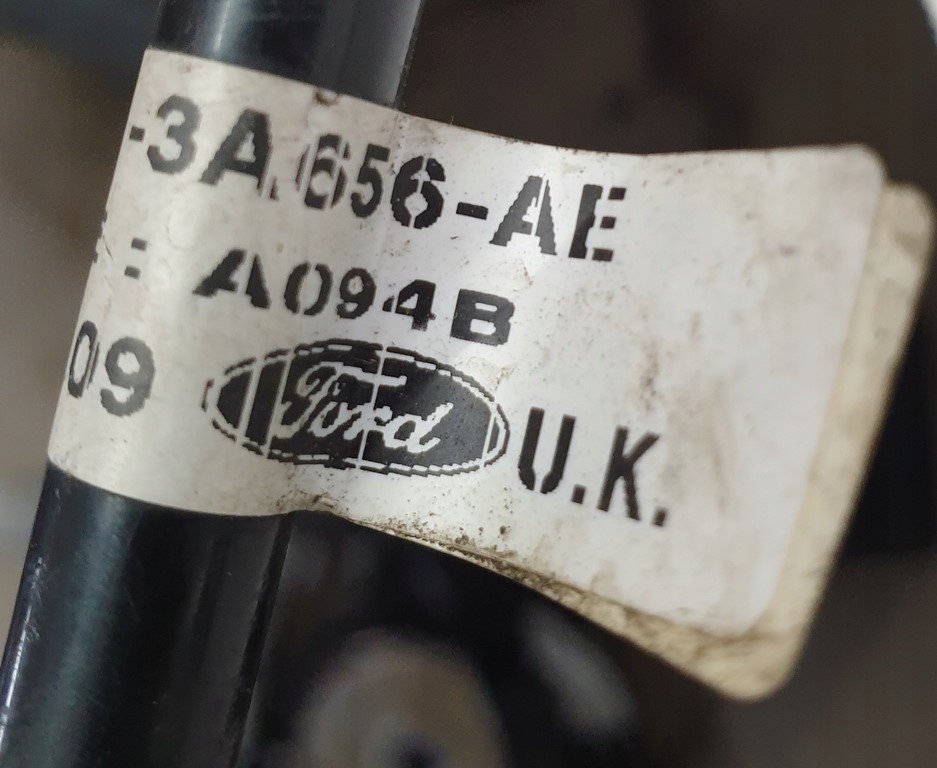 -3A656-AE
: A094B
09 Ford U.K.